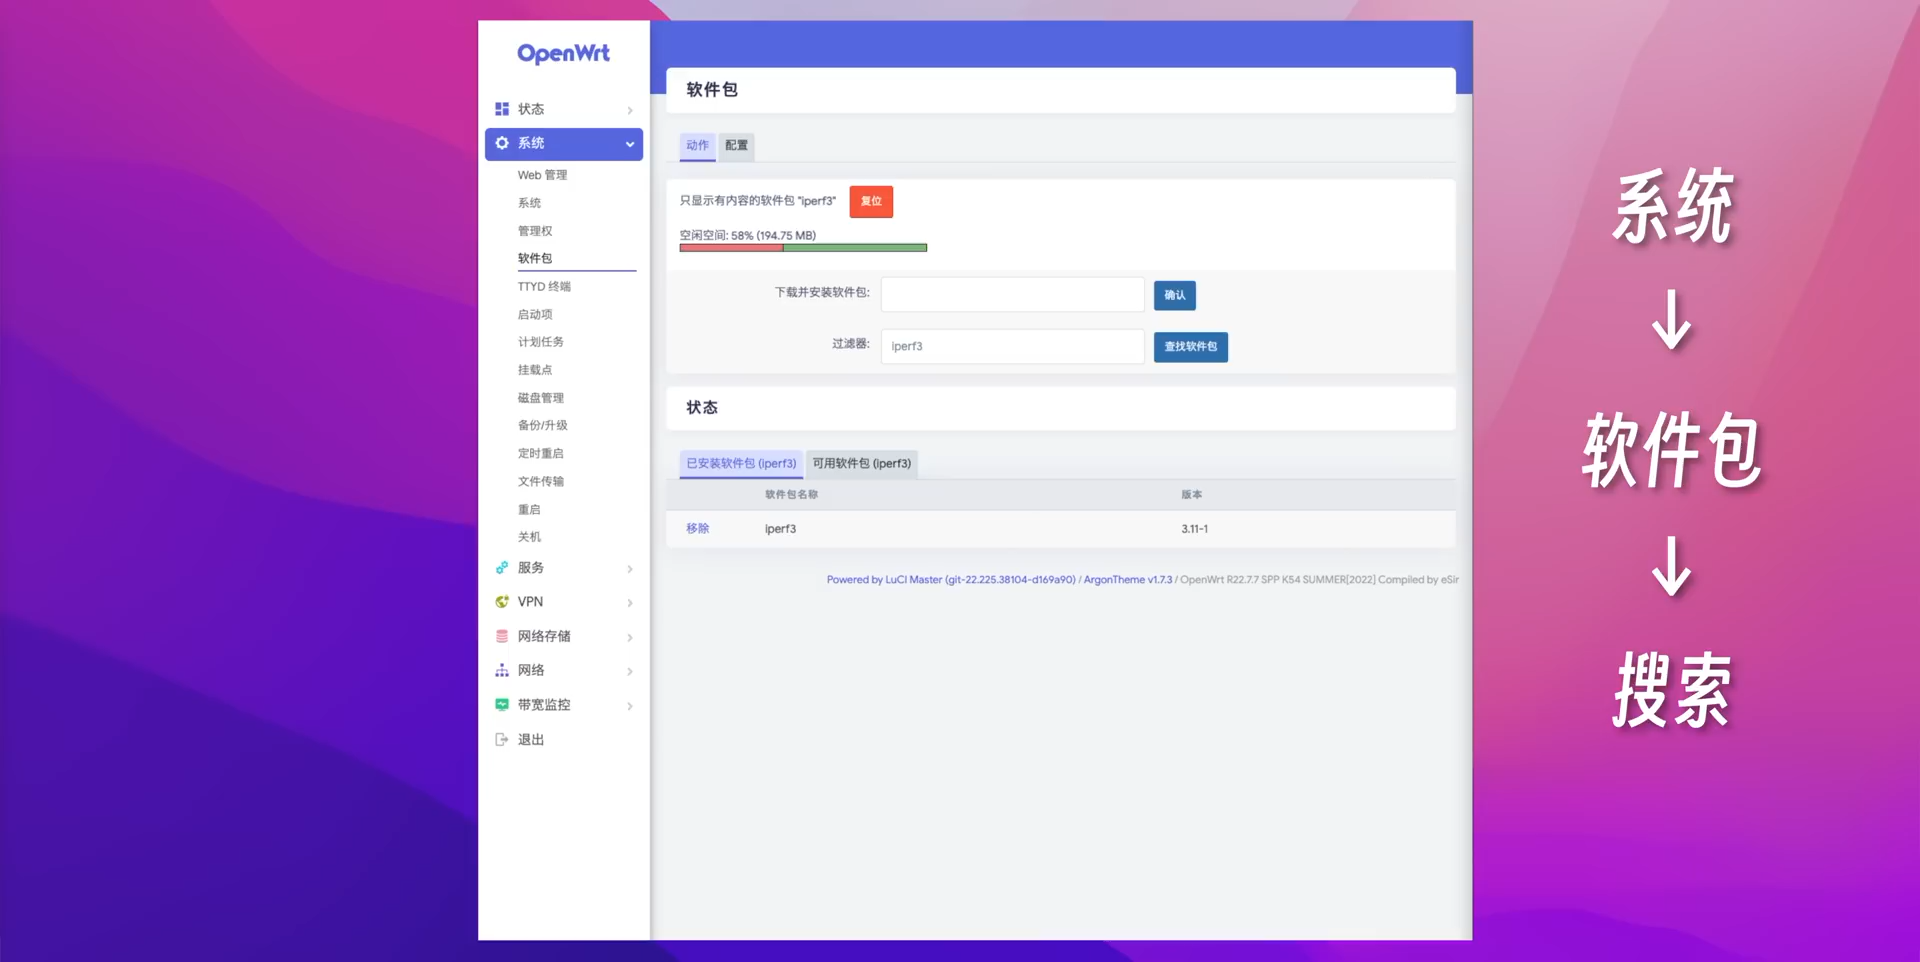 OpenWrt
状态
系统
Web 管理
系统
管理权
软件包
TTYD 终端
启动项
计划任务
挂载点
磁盘管理
备份/升级
定时重启
文件传输
重启
关机
服务
VPN
网络存储
网络
带宽监控
退出
软件包
动作 配置
只显示有内容的软件包 "iperf3" 复位
空闲空间: 58% (194.75 MB)
下载并安装软件包: 确认
过滤器: iperf3 查找软件包
状态
已安装软件包 (iperf3) 可用软件包 (iperf3)
软件包名称 版本
移除 iperf3 3.11-1
Powered by LuCI Master (git-22.225.38104-d169a90) / ArgonTheme v1.7.3 / OpenWrt R22.7.7 SPP K54 SUMMER[2022] Compiled by eSir
系统
↓
软件包
↓
搜索